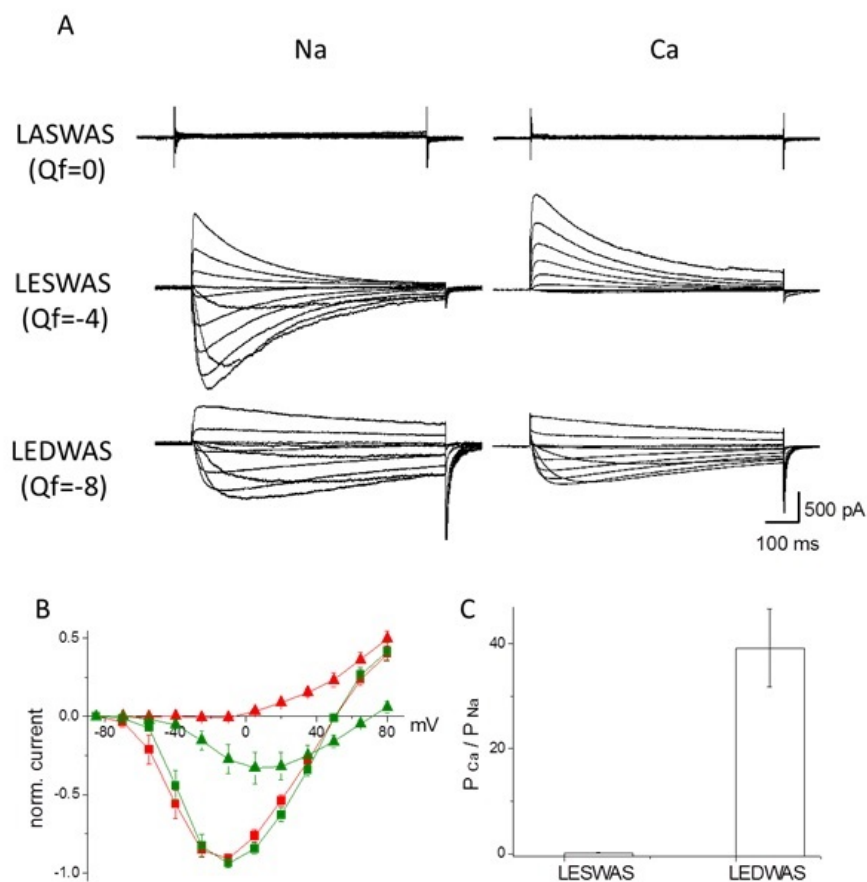 A
Na Ca
LASWAS
(Qf=0)
LESWAS
(Qf=-4)
LEDWAS
(Qf=-8)
500 pA
100 ms
B
0.5
0.0
-0.5
-1.0
norm. current
-80 -40 0 40 80 mV
C
P Ca / P Na
40
20
0
LESWAS LEDWAS